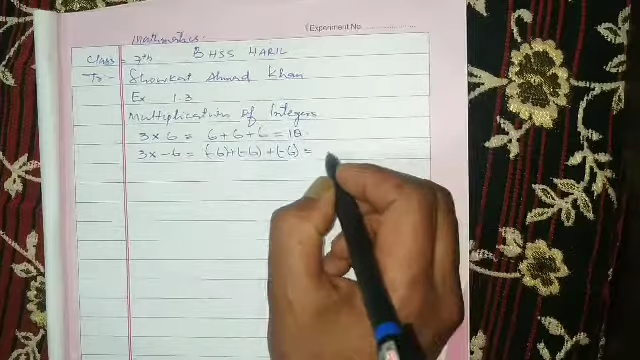 Experiment No.
Mathematics.
Class = 7th BHSS HARIL
Tr:- Showkat Ahmad Khan
Ex 1.3
Multiplication of Integers
3 x 6 = 6 + 6 + 6 = 18.
3 x - 6 = (-6) + (-6) + (-6) =